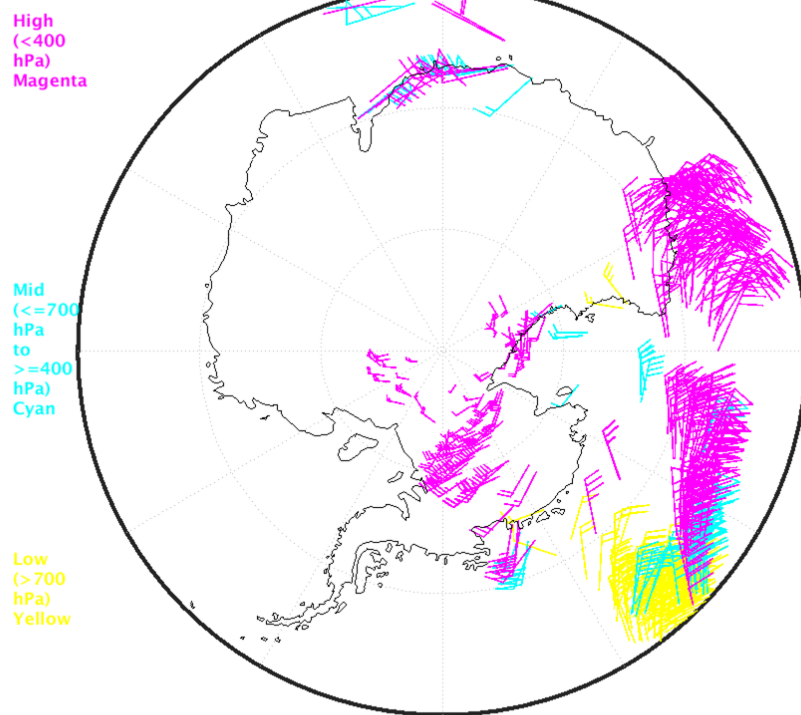 High
(<400
hPa)
Magenta
Mid
(<=700
hPa
to
>=400
hPa)
Cyan
Low
(>700
hPa)
Yellow